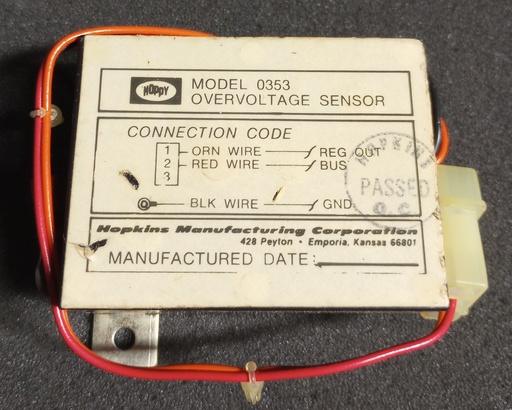 HOPPY
MODEL 0353
OVERVOLTAGE SENSOR
CONNECTION CODE
1 ORN WIRE REG OUT
2 RED WIRE BUS
3
BLK WIRE GND
HOPKINS
PASSED
Q.C.
Hopkins Manufacturing Corporation
428 Peyton • Emporia, Kansas 66801
MANUFACTURED DATE: